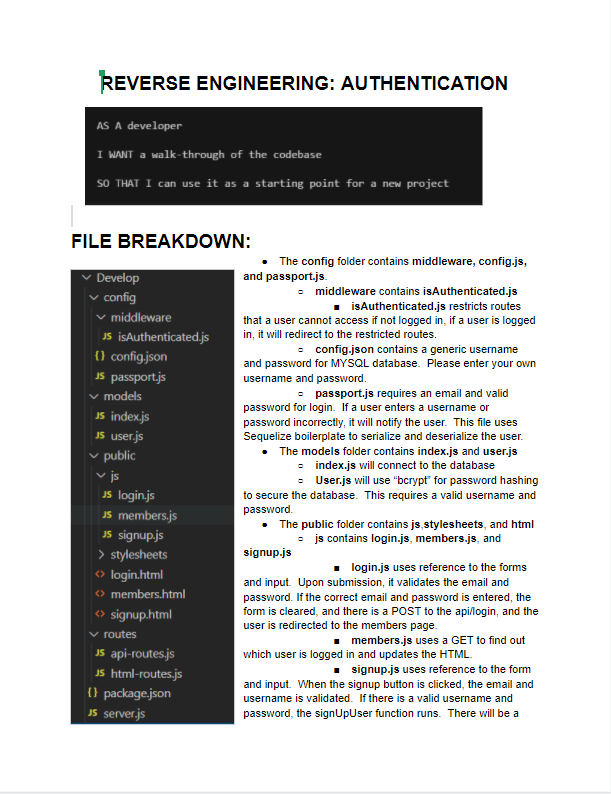 REVERSE ENGINEERING: AUTHENTICATION
AS A developer
I WANT a walk-through of the codebase
SO THAT I can use it as a starting point for a new project
FILE BREAKDOWN:
Develop
config
middleware
JS isAuthenticated.js
{} config.json
JS passport.js
models
JS index.js
JS user.js
public
js
JS login.js
JS members.js
JS signup.js
stylesheets
<> login.html
<> members.html
<> signup.html
routes
JS api-routes.js
JS html-routes.js
{} package.json
JS server.js
● The config folder contains middleware, config.js,
and passport.js.
○ middleware contains isAuthenticated.js
■ isAuthenticated.js restricts routes
that a user cannot access if not logged in, if a user is logged
in, it will redirect to the restricted routes.
○ config.json contains a generic username
and password for MYSQL database. Please enter your own
username and password.
○ passport.js requires an email and valid
password for login. If a user enters a username or
password incorrectly, it will notify the user. This file uses
Sequelize boilerplate to serialize and deserialize the user.
● The models folder contains index.js and user.js
○ index.js will connect to the database
○ User.js will use “bcrypt” for password hashing
to secure the database. This requires a valid username and
password.
● The public folder contains js,stylesheets, and html
○ js contains login.js, members.js, and
signup.js
■ login.js uses reference to the forms
and input. Upon submission, it validates the email and
password. If the correct email and password is entered, the
form is cleared, and there is a POST to the api/login, and the
user is redirected to the members page.
■ members.js uses a GET to find out
which user is logged in and updates the HTML.
■ signup.js uses reference to the form
and input. When the signup button is clicked, the email and
username is validated. If there is a valid username and
password, the signUpUser function runs. There will be a